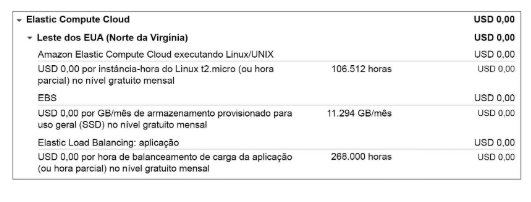 Elastic Compute Cloud USD 0,00
Leste dos EUA (Norte da Virgínia) USD 0,00
Amazon Elastic Compute Cloud executando Linux/UNIX USD 0,00
USD 0,00 por instância-hora do Linux t2.micro (ou hora 106.512 horas USD 0,00
parcial) no nível gratuito mensal
EBS USD 0,00
USD 0,00 por GB/mês de armazenamento provisionado para 11.294 GB/mês USD 0,00
uso geral (SSD) no nível gratuito mensal
Elastic Load Balancing: aplicação USD 0,00
USD 0,00 por hora de balanceamento de carga da aplicação 268.000 horas USD 0,00
(ou hora parcial) no nível gratuito mensal